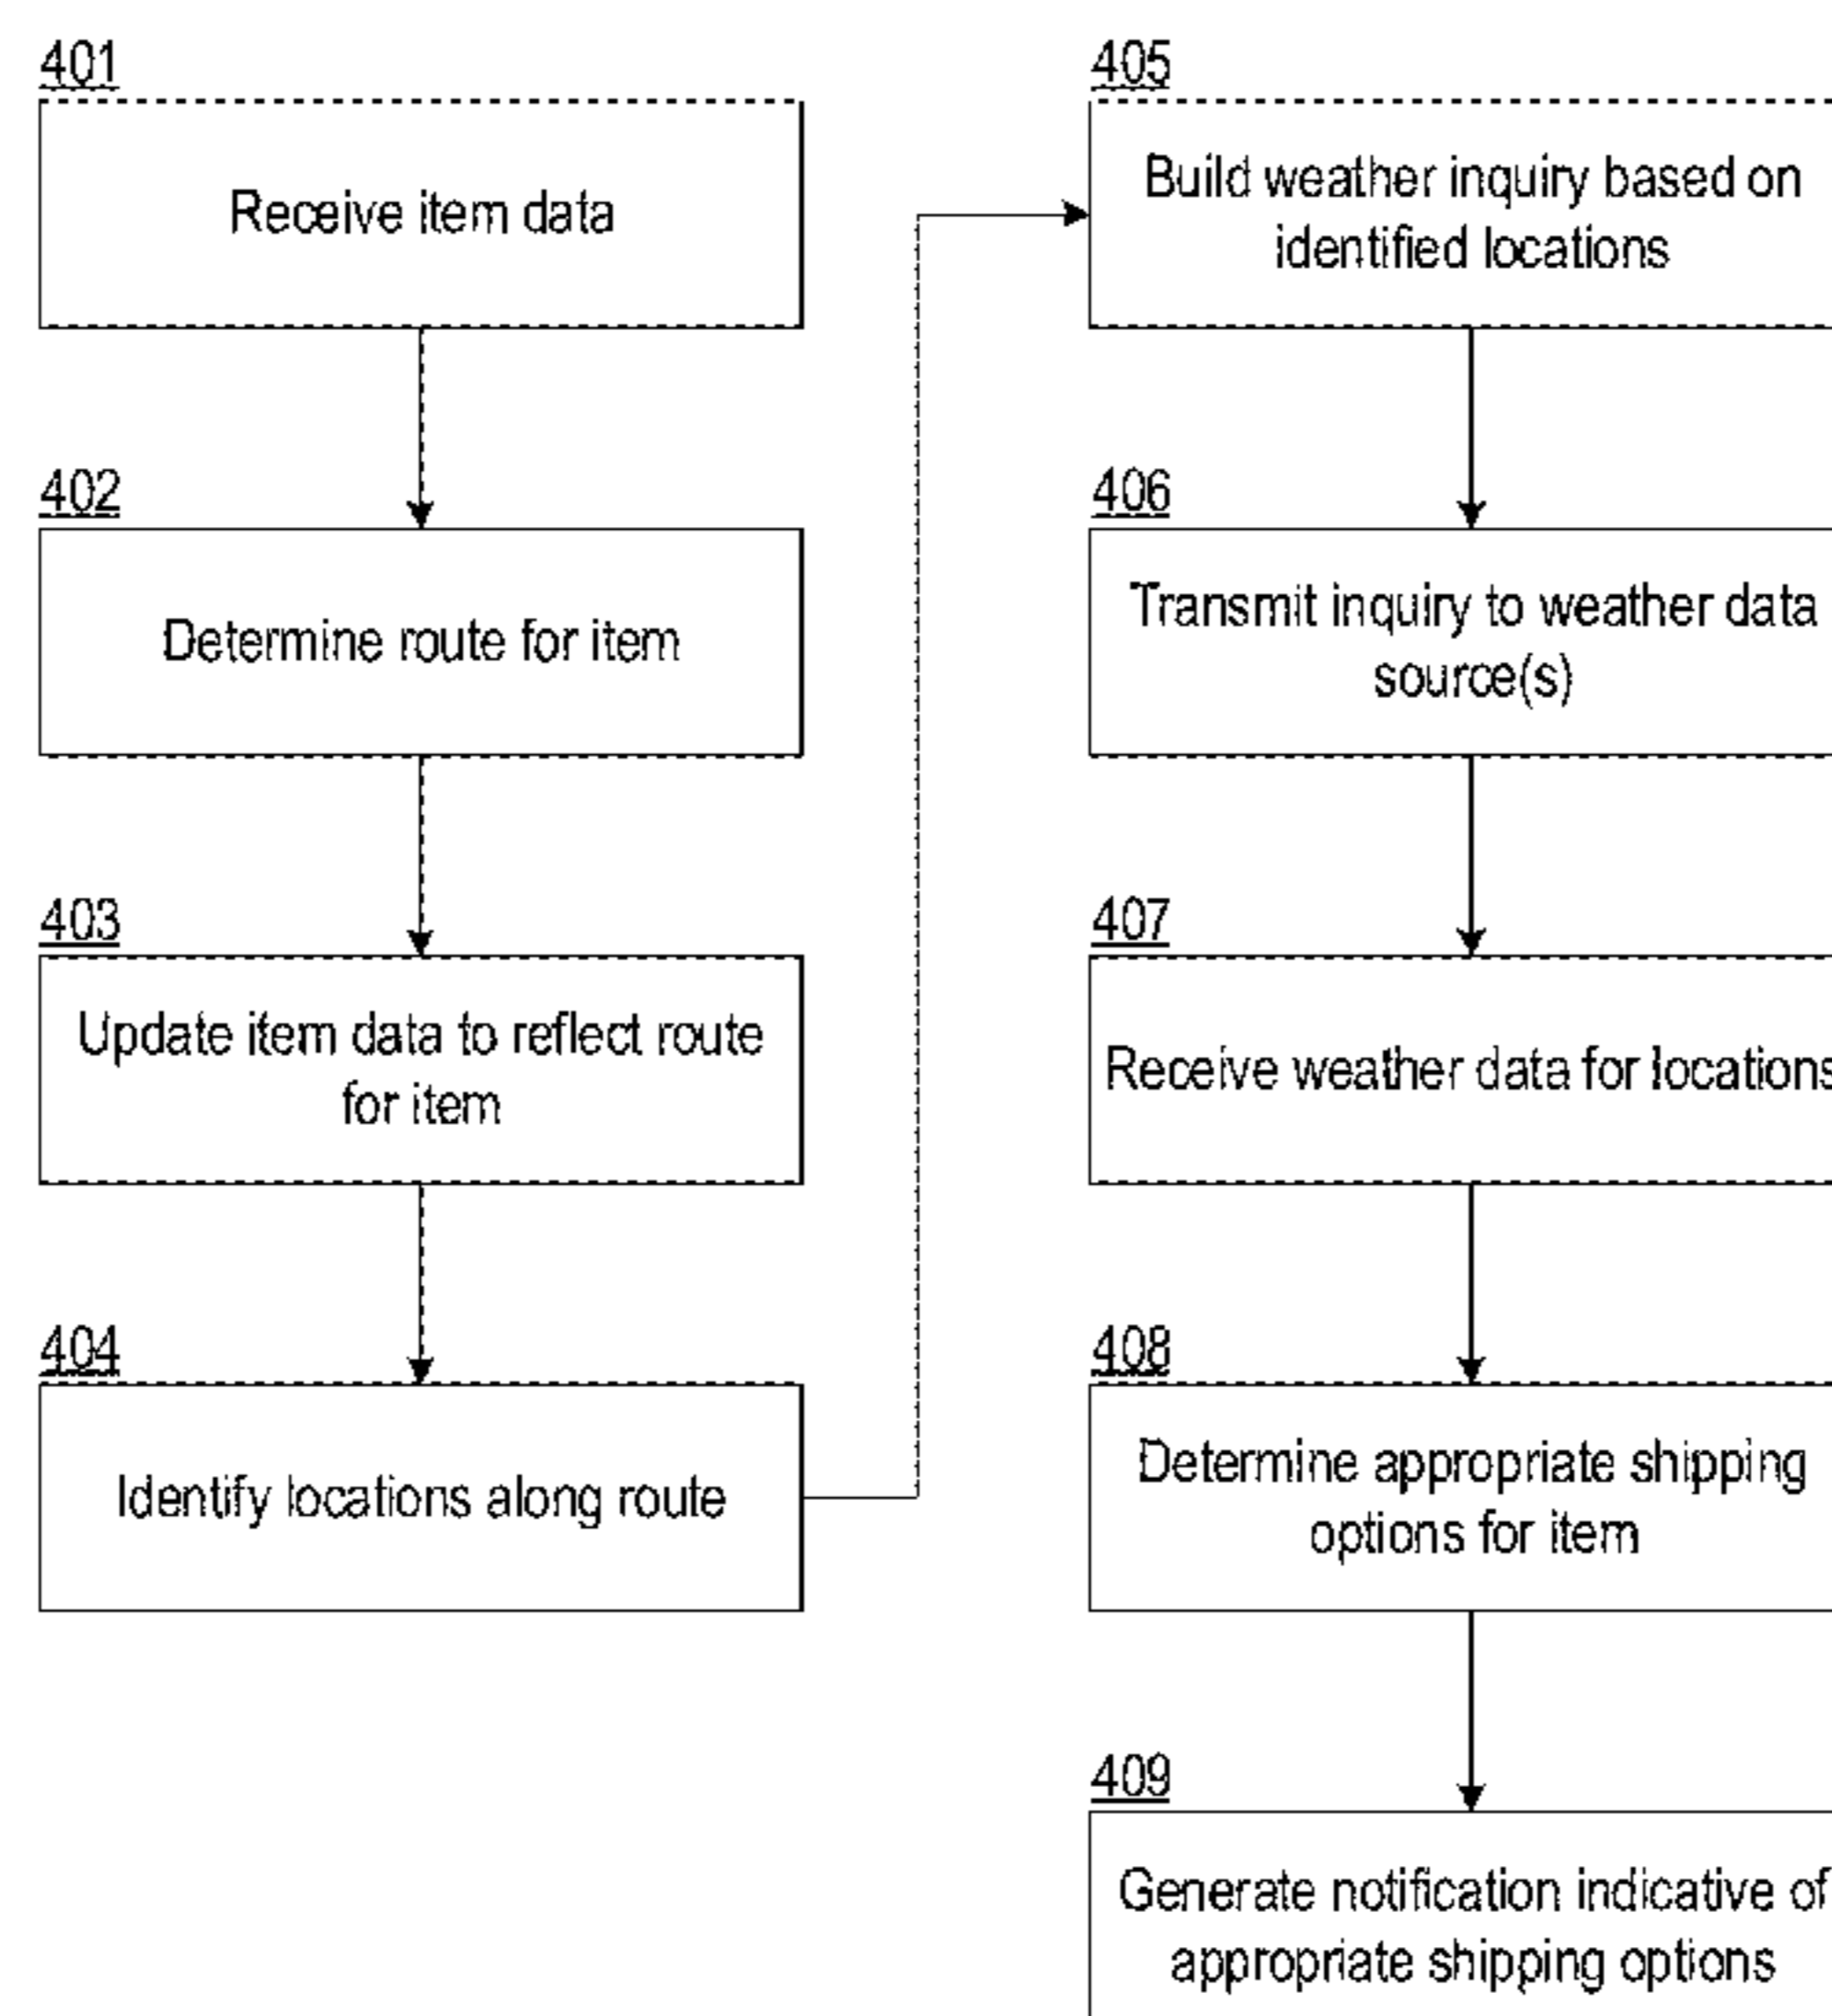 401
Receive item data
402
Determine route for item
403
Update item data to reflect route
for item
404
Identify locations along route
405
Build weather inquiry based on
identified locations
406
Transmit inquiry to weather data
source(s)
407
Receive weather data for locations
408
Determine appropriate shipping
options for item
409
Generate notification indicative of
appropriate shipping options